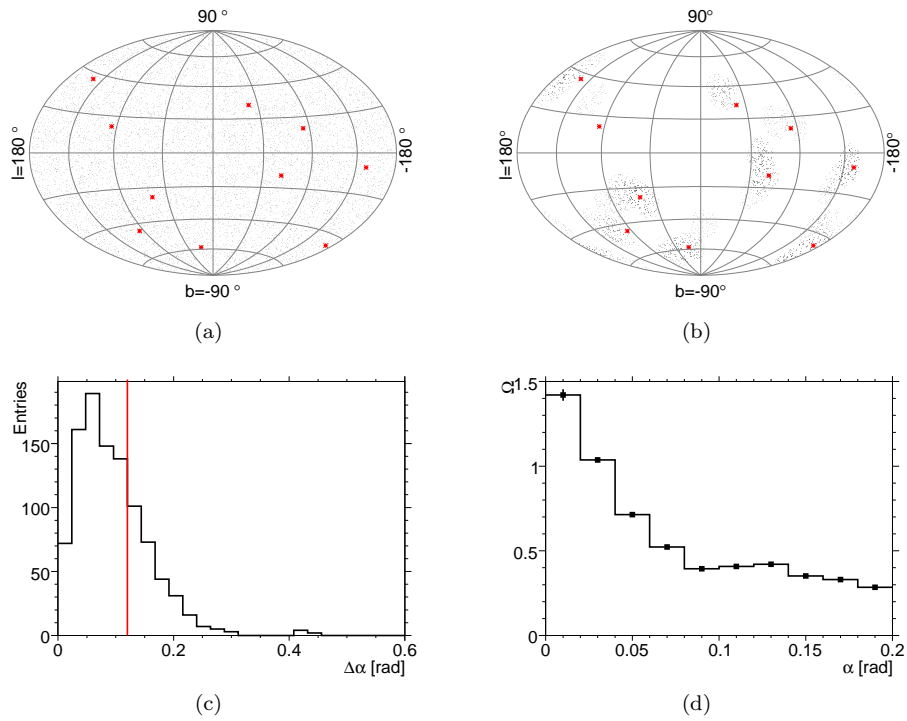 90 °
90 °
l=180 °
-180 °
l=180°
-180 °
b=-90 °
b=-90°
(a)
(b)
Entries
150
100
50
0
0
0.2
0.4
0.6
Δα [rad]
Ω
1.5
1
0.5
0
0
0.05
0.1
0.15
0.2
α [rad]
(c)
(d)